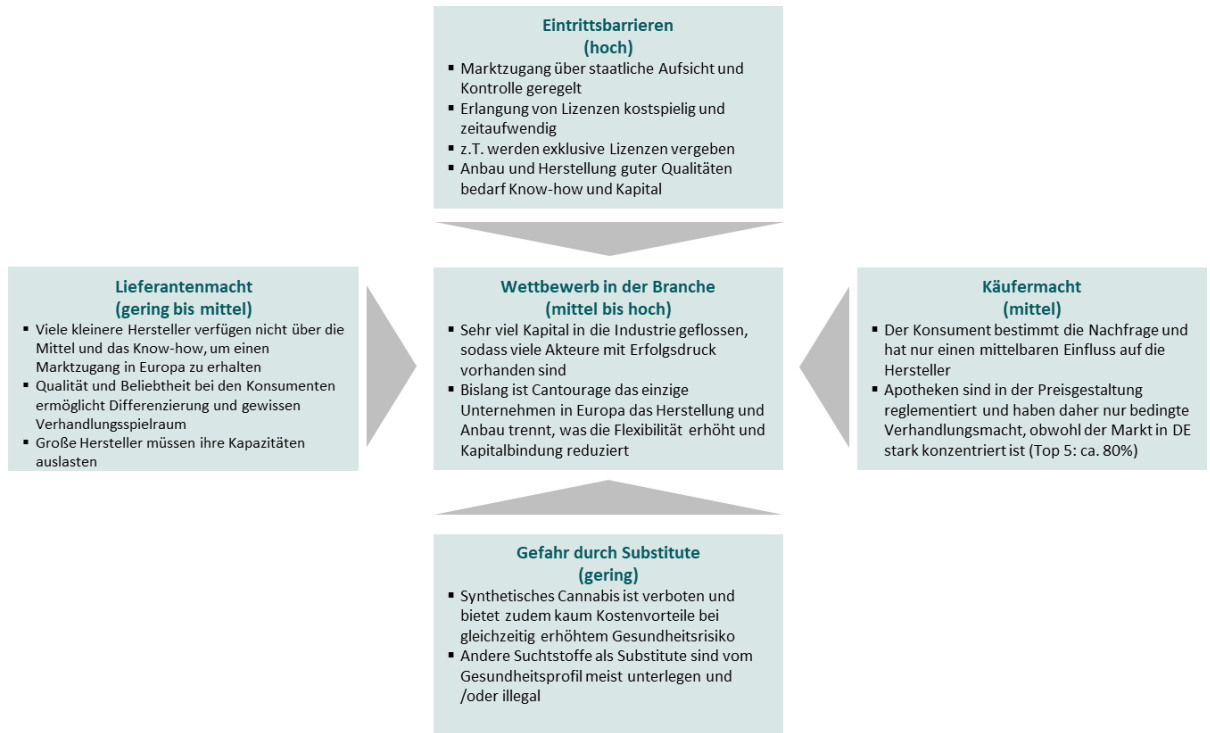 Eintrittsbarrieren
(hoch)
▪ Marktzugang über staatliche Aufsicht und
Kontrolle geregelt
▪ Erlangung von Lizenzen kostspielig und
zeitaufwendig
▪ z.T. werden exklusive Lizenzen vergeben
▪ Anbau und Herstellung guter Qualitäten
bedarf Know-how und Kapital
Lieferantenmacht
(gering bis mittel)
▪ Viele kleinere Hersteller verfügen nicht über die
Mittel und das Know-how, um einen
Marktzugang in Europa zu erhalten
▪ Qualität und Beliebtheit bei den Konsumenten
ermöglicht Differenzierung und gewissen
Verhandlungsspielraum
▪ Große Hersteller müssen ihre Kapazitäten
auslasten
Wettbewerb in der Branche
(mittel bis hoch)
▪ Sehr viel Kapital in die Industrie geflossen,
sodass viele Akteure mit Erfolgsdruck
vorhanden sind
▪ Bislang ist Cantourage das einzige
Unternehmen in Europa das Herstellung und
Anbau trennt, was die Flexibilität erhöht und
Kapitalbindung reduziert
Käufermacht
(mittel)
▪ Der Konsument bestimmt die Nachfrage und
hat nur einen mittelbaren Einfluss auf die
Hersteller
▪ Apotheken sind in der Preisgestaltung
reglementiert und haben daher nur bedingte
Verhandlungsmacht, obwohl der Markt in DE
stark konzentriert ist (Top 5: ca. 80%)
Gefahr durch Substitute
(gering)
▪ Synthetisches Cannabis ist verboten und
bietet zudem kaum Kostenvorteile bei
gleichzeitig erhöhtem Gesundheitsrisiko
▪ Andere Suchtstoffe als Substitute sind vom
Gesundheitsprofil meist unterlegen und
/oder illegal